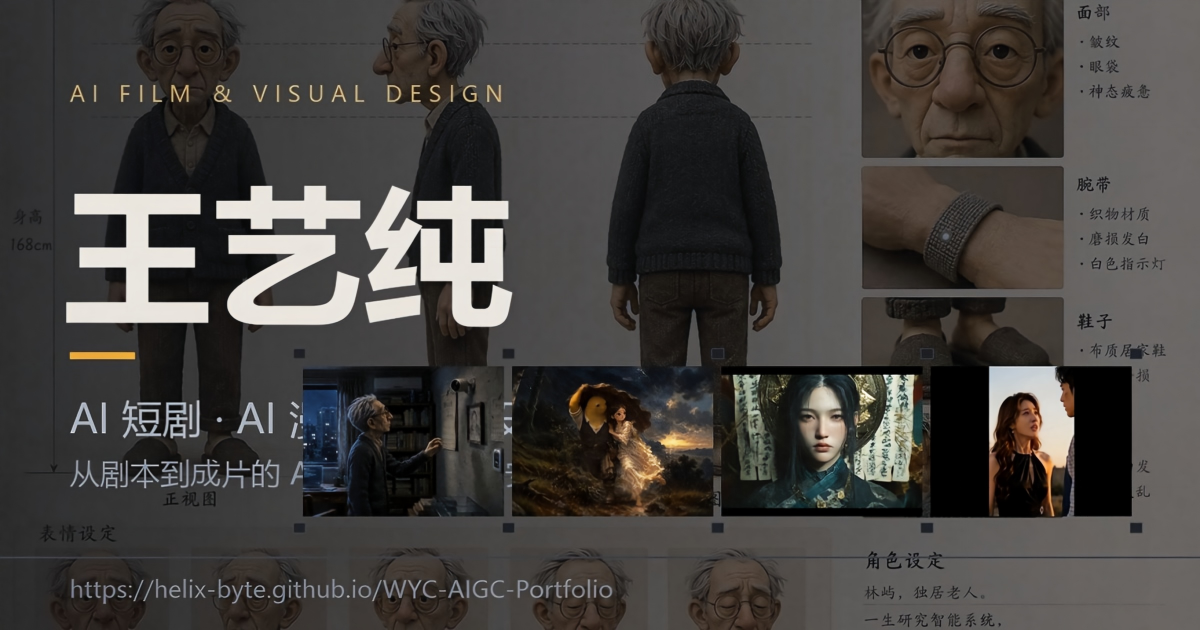 AI FILM & VISUAL DESIGN
王艺纯
AI 短剧 · AI
从剧本到成片的 A
https://helix-byte.github.io/WYC-AIGC-Portfolio
身高
168cm
正视图
表情设定
面部
· 皱纹
· 眼袋
· 神态疲惫
腕带
· 织物材质
· 磨损发白
· 白色指示灯
鞋子
· 布质居家鞋
损
发
乱
角色设定
林屿，独居老人。
一生研究智能系统，